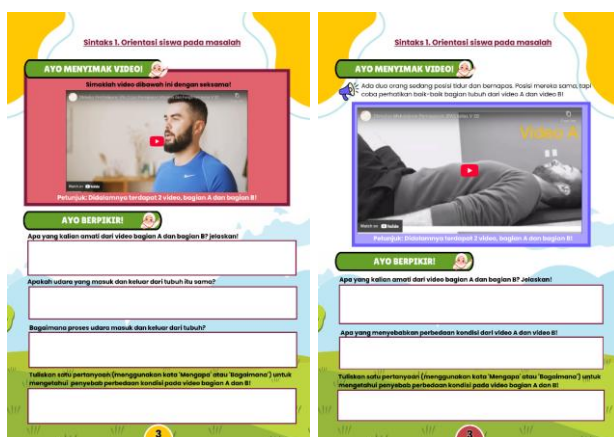 Sintaks 1. Orientasi siswa pada masalah
AYO MENYIMAK VIDEO!
Simaklah video dibawah ini dengan seksama!
Petunjuk: Didalamnya terdapat 2 video, bagian A dan bagian B!
AYO BERPIKIR!
Apa yang kalian amati dari video bagian A dan bagian B? jelaskan!
Apakah udara yang masuk dan keluar dari tubuh itu sama?
Bagaimana proses udara masuk dan keluar dari tubuh?
Tuliskan satu pertanyaan (menggunakan kata 'Mengapa' atau 'Bagaimana') untuk
mengetahui penyebab perbedaan kondisi pada video bagian A dan B!
3
Sintaks 1. Orientasi siswa pada masalah
AYO MENYIMAK VIDEO!
Ada dua orang sedang posisi tidur dan bernapas. Posisi mereka sama, tapi
coba perhatikan baik-baik bagian tubuh dari video A dan video B!
Video A
Watch on YouTube
Petunjuk: Didalamnya terdapat 2 video, bagian A dan bagian B!
AYO BERPIKIR!
Apa yang kalian amati dari video bagian A dan bagian B? Jelaskan!
Apa yang menyebabkan perbedaan kondisi dari video A dan video B!
Tuliskan satu pertanyaan (menggunakan kata 'Mengapa' atau 'Bagaimana') untuk
mengetahui penyebab perbedaan kondisi pada video bagian A dan B!
3